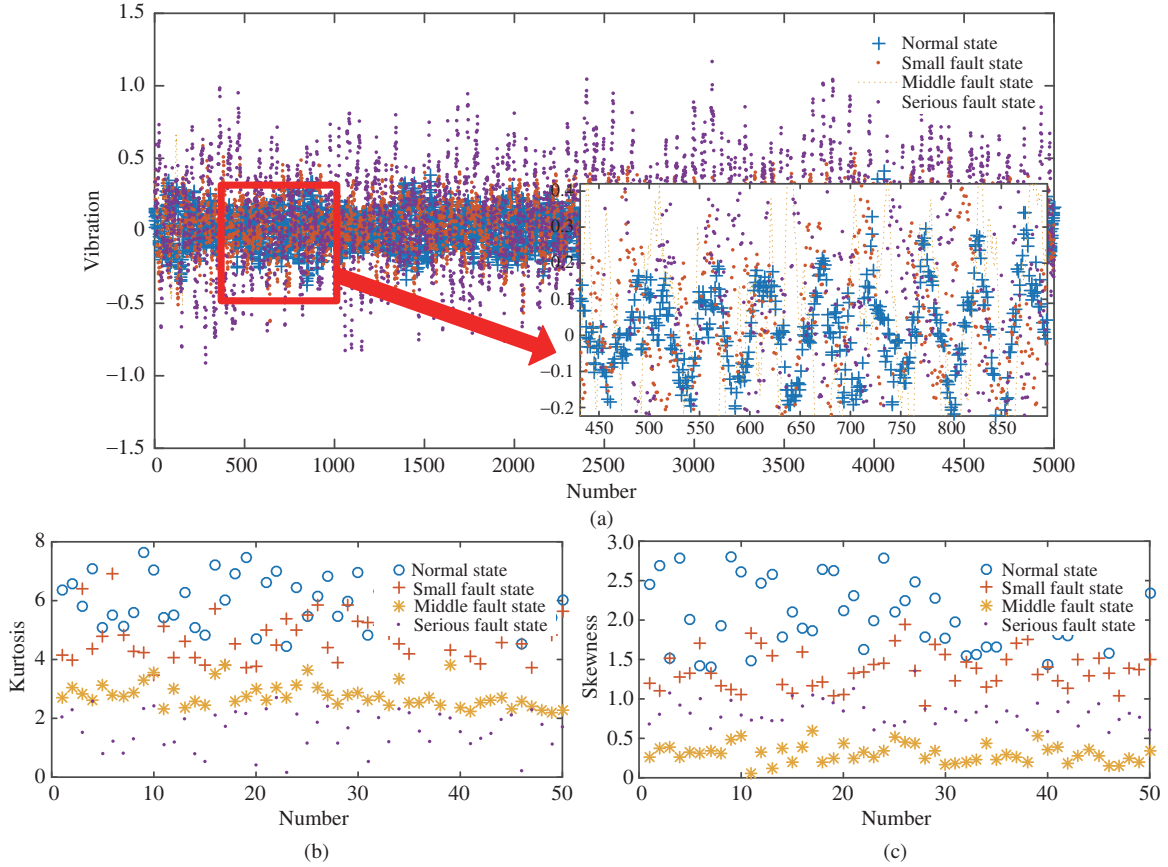 1.5
1.0
0.5
0
−0.5
−1.0
−1.5
Vibration
Normal state
Small fault state
Middle fault state
Serious fault state
0.4
0.3
0.2
0.1
0
−0.1
−0.2
450 500 550 600 650 700 750 800 850
0 500 1000 1500 2000 2500 3000 3500 4000 4500 5000
Number
(a)
8
6
4
2
0
Kurtosis
Normal state
Small fault state
Middle fault state
Serious fault state
0 10 20 30 40 50
Number
(b)
3.0
2.5
2.0
1.5
1.0
0.5
0
Skewness
Normal state
Small fault state
Middle fault state
Serious fault state
0 10 20 30 40 50
Number
(c)